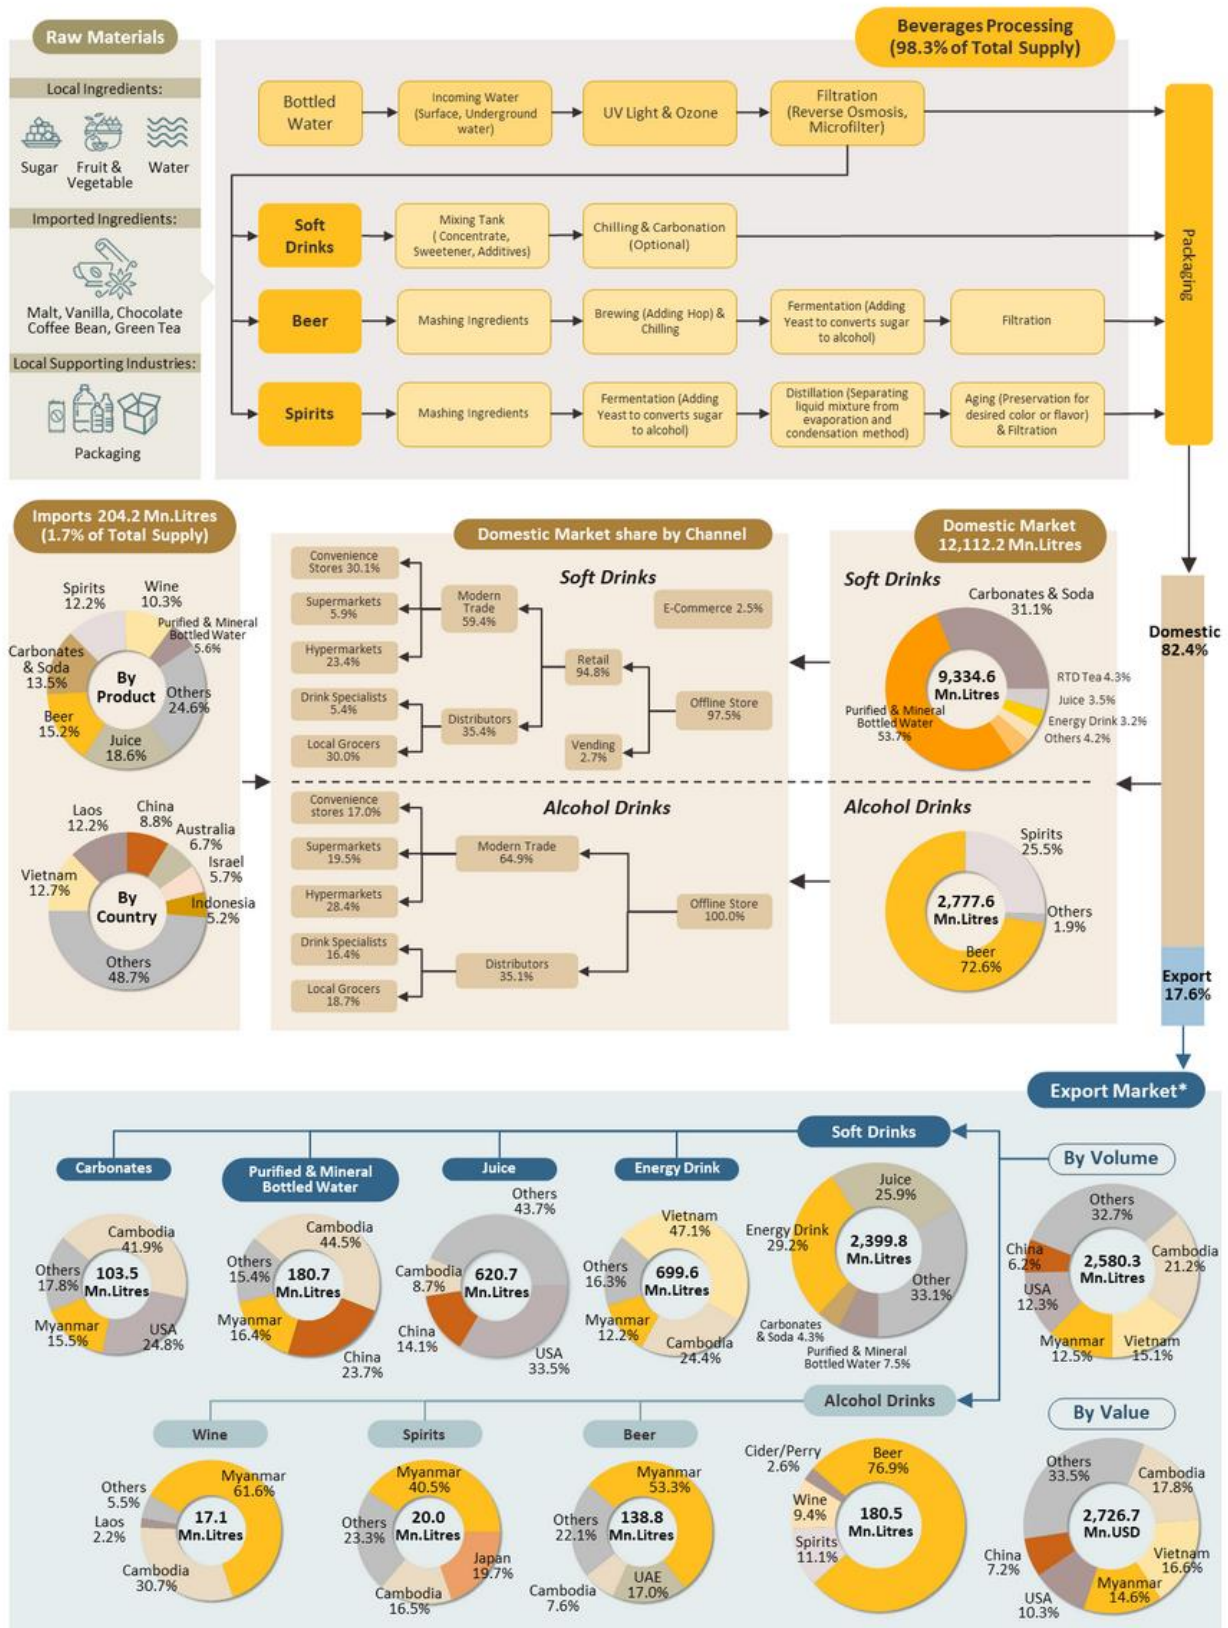 Raw Materials
Local Ingredients:
Sugar
Fruit &
Vegetable
Water
Imported Ingredients:
Malt, Vanilla, Chocolate
Coffee Bean, Green Tea
Local Supporting Industries:
Packaging
Beverages Processing
(98.3% of Total Supply)
Bottled
Water
Incoming Water
(Surface, Underground
water)
UV Light & Ozone
Filtration
(Reverse Osmosis,
Microfilter)
Soft
Drinks
Mixing Tank
( Concentrate,
Sweetener, Additives)
Chilling & Carbonation
(Optional)
Beer
Mashing Ingredients
Brewing (Adding Hop) &
Chilling
Fermentation (Adding
Yeast to converts sugar
to alcohol)
Filtration
Spirits
Mashing Ingredients
Fermentation (Adding
Yeast to converts sugar
to alcohol)
Distillation (Separating
liquid mixture from
evaporation and
condensation method)
Aging (Preservation for
desired color or flavor)
& Filtration
Packaging
Imports 204.2 Mn.Litres
(1.7% of Total Supply)
Spirits
12.2%
Wine
10.3%
Purified & Mineral
Bottled Water
5.6%
Carbonates
& Soda
13.5%
By
Product
Others
24.6%
Beer
15.2%
Juice
18.6%
Laos
12.2%
China
8.8%
Australia
6.7%
Israel
5.7%
Vietnam
12.7%
By
Country
Indonesia
5.2%
Others
48.7%
Domestic Market share by Channel
Soft Drinks
Convenience
Stores 30.1%
Supermarkets
5.9%
Hypermarkets
23.4%
Drink Specialists
5.4%
Local Grocers
30.0%
Modern
Trade
59.4%
Distributors
35.4%
E-Commerce 2.5%
Retail
94.8%
Offline Store
97.5%
Vending
2.7%
Alcohol Drinks
Convenience
stores 17.0%
Supermarkets
19.5%
Hypermarkets
28.4%
Drink Specialists
16.4%
Local Grocers
18.7%
Modern Trade
64.9%
Distributors
35.1%
Offline Store
100.0%
Domestic Market
12,112.2 Mn.Litres
Soft Drinks
Carbonates & Soda
31.1%
9,334.6
Mn.Litres
RTD Tea 4.3%
Juice 3.5%
Energy Drink 3.2%
Others 4.2%
Purified & Mineral
Bottled Water
53.7%
Alcohol Drinks
Spirits
25.5%
2,777.6
Mn.Litres
Others
1.9%
Beer
72.6%
Domestic
82.4%
Export
17.6%
Export Market*
Soft Drinks
Carbonates
Cambodia
41.9%
Others
17.8%
103.5
Mn.Litres
Myanmar
15.5%
USA
24.8%
Purified & Mineral
Bottled Water
Cambodia
44.5%
Others
15.4%
180.7
Mn.Litres
Myanmar
16.4%
China
23.7%
Juice
Others
43.7%
Cambodia
8.7%
620.7
Mn.Litres
China
14.1%
USA
33.5%
Energy Drink
Vietnam
47.1%
Others
16.3%
699.6
Mn.Litres
Myanmar
12.2%
Cambodia
24.4%
Juice
25.9%
Energy Drink
29.2%
2,399.8
Mn.Litres
Other
33.1%
Carbonates
& Soda 4.3%
Purified & Mineral
Bottled Water 7.5%
By Volume
Others
32.7%
China
6.2%
2,580.3
Mn.Litres
Cambodia
21.2%
USA
12.3%
Myanmar
12.5%
Vietnam
15.1%
Alcohol Drinks
Wine
Others
5.5%
Myanmar
61.6%
Laos
2.2%
17.1
Mn.Litres
Cambodia
30.7%
Spirits
Myanmar
40.5%
Others
23.3%
20.0
Mn.Litres
Japan
19.7%
Cambodia
16.5%
Beer
Myanmar
53.3%
Others
22.1%
138.8
Mn.Litres
UAE
17.0%
Cambodia
7.6%
Cider/Perry
2.6%
Beer
76.9%
Wine
9.4%
180.5
Mn.Litres
Spirits
11.1%
By Value
Others
33.5%
Cambodia
17.8%
2,726.7
Mn.USD
China
7.2%
Vietnam
16.6%
USA
10.3%
Myanmar
14.6%